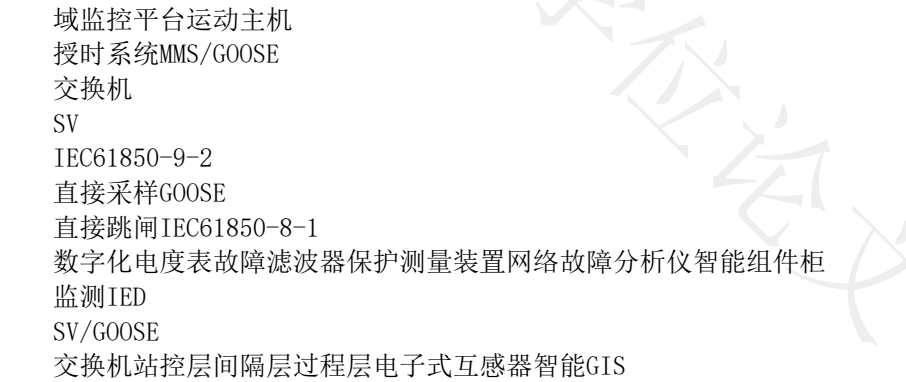 域监控平台运动主机
授时系统MMS/GOOSE
交换机
SV
IEC61850-9-2
直接采样GOOSE
直接跳闸IEC61850-8-1
数字化电度表故障滤波器保护测量装置网络故障分析仪智能组件柜
监测IED
SV/GOOSE
交换机站控层间隔层过程层电子式互感器智能GIS
学位论文